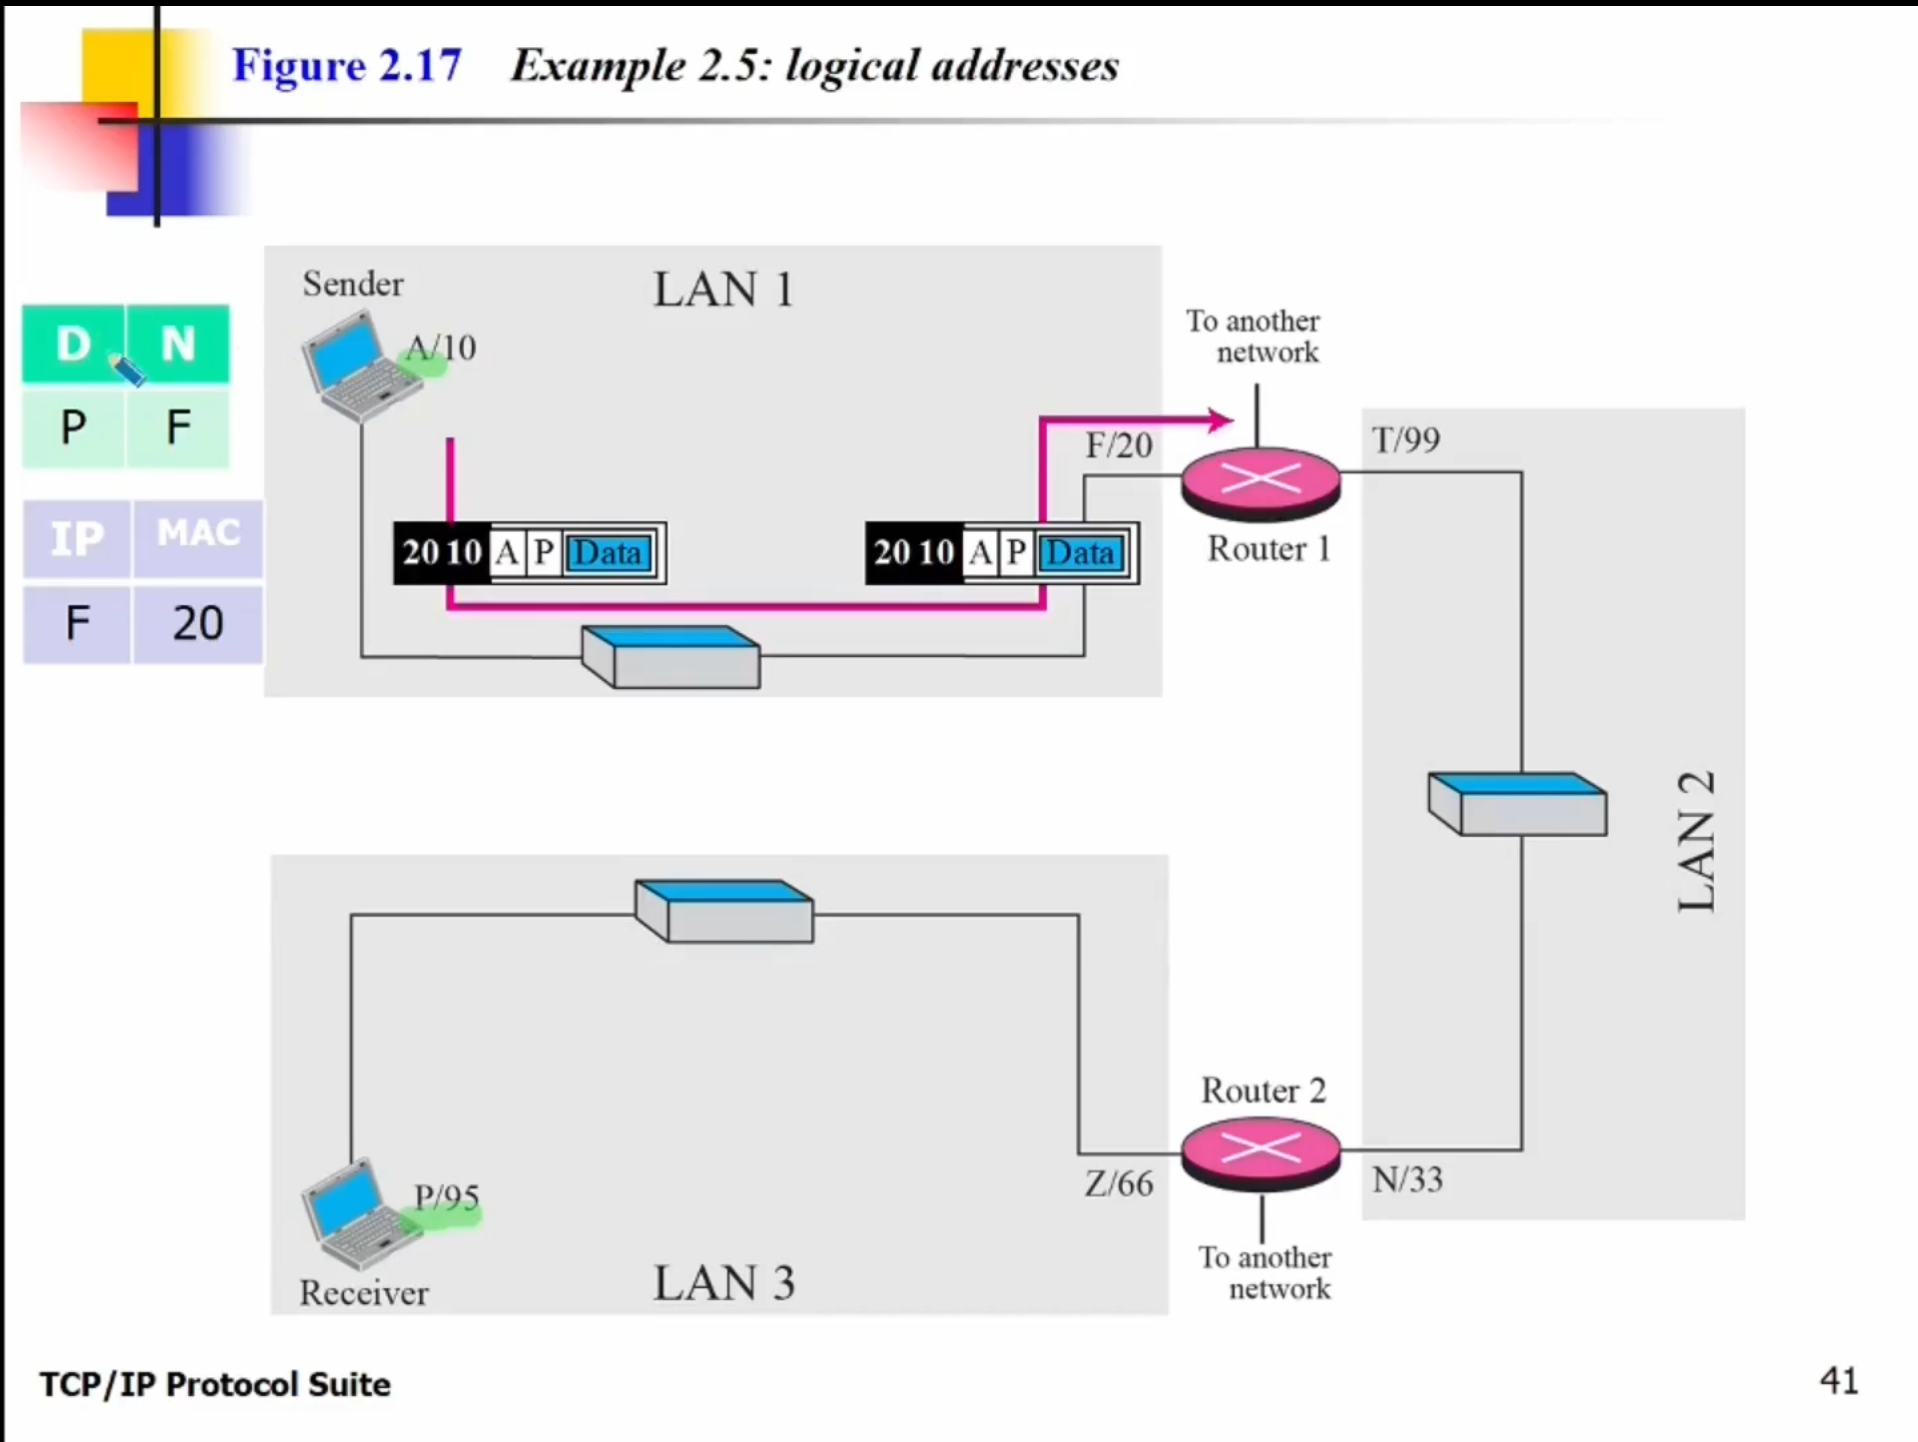 Figure 2.17 Example 2.5: logical addresses
Sender
LAN 1
A/10
D N
P F
IP MAC
F 20
20 10 A P Data
20 10 A P Data
F/20
To another
network
Router 1
T/99
LAN 2
Router 2
Z/66
N/33
To another
network
P/95
Receiver
LAN 3
TCP/IP Protocol Suite
41